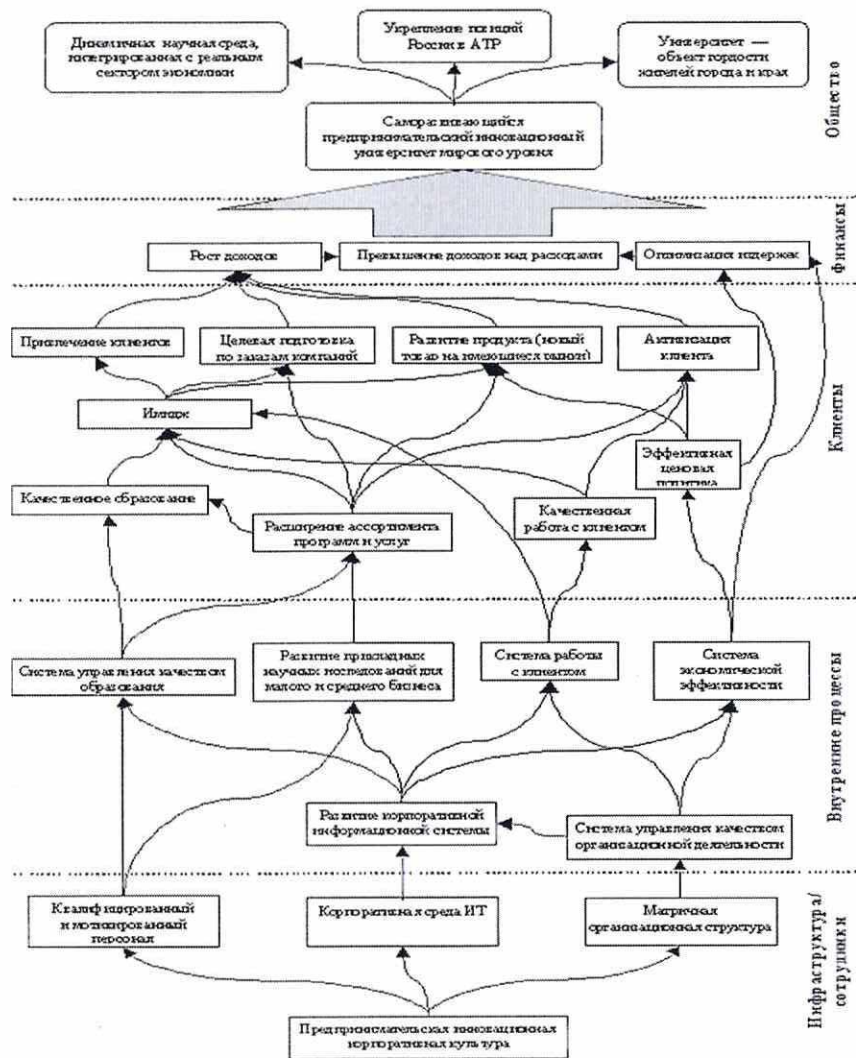 Динамичная научная среда,
интегрированная с реальным
сектором экономики
Укрепление позиций
России в АТР
Университет —
объект гордости
жителей города и края
Саморазвивающийся
предпринимательский инновационный
университет мирового уровня
Общество
Рост доходов
Превышение доходов над расходами
Оптимизация издержек
Финансы
Привлечение клиентов
Целевая подготовка
по заказам компаний
Развитие продукта (новый
товар на имеющиеся рынки)
Активизация
клиента
Имидж
Эффективная
ценовая
политика
Качественное образование
Расширение ассортимента
программ и услуг
Качественная
работа с клиентом
Клиенты
Система управления качеством
образования
Развитие прикладных
научных исследований для
малого и среднего бизнеса
Система работы
с клиентом
Система
экономической
эффективности
Развитие корпоративной
информационной системы
Система управления качеством
организационной деятельности
Внутренние процессы
Квалифицированный
и мотивированный
персонал
Корпоративная среда ИТ
Матричная
организационная структура
Предпринимательская инновационная
корпоративная культура
Инфраструктура/
сотрудники